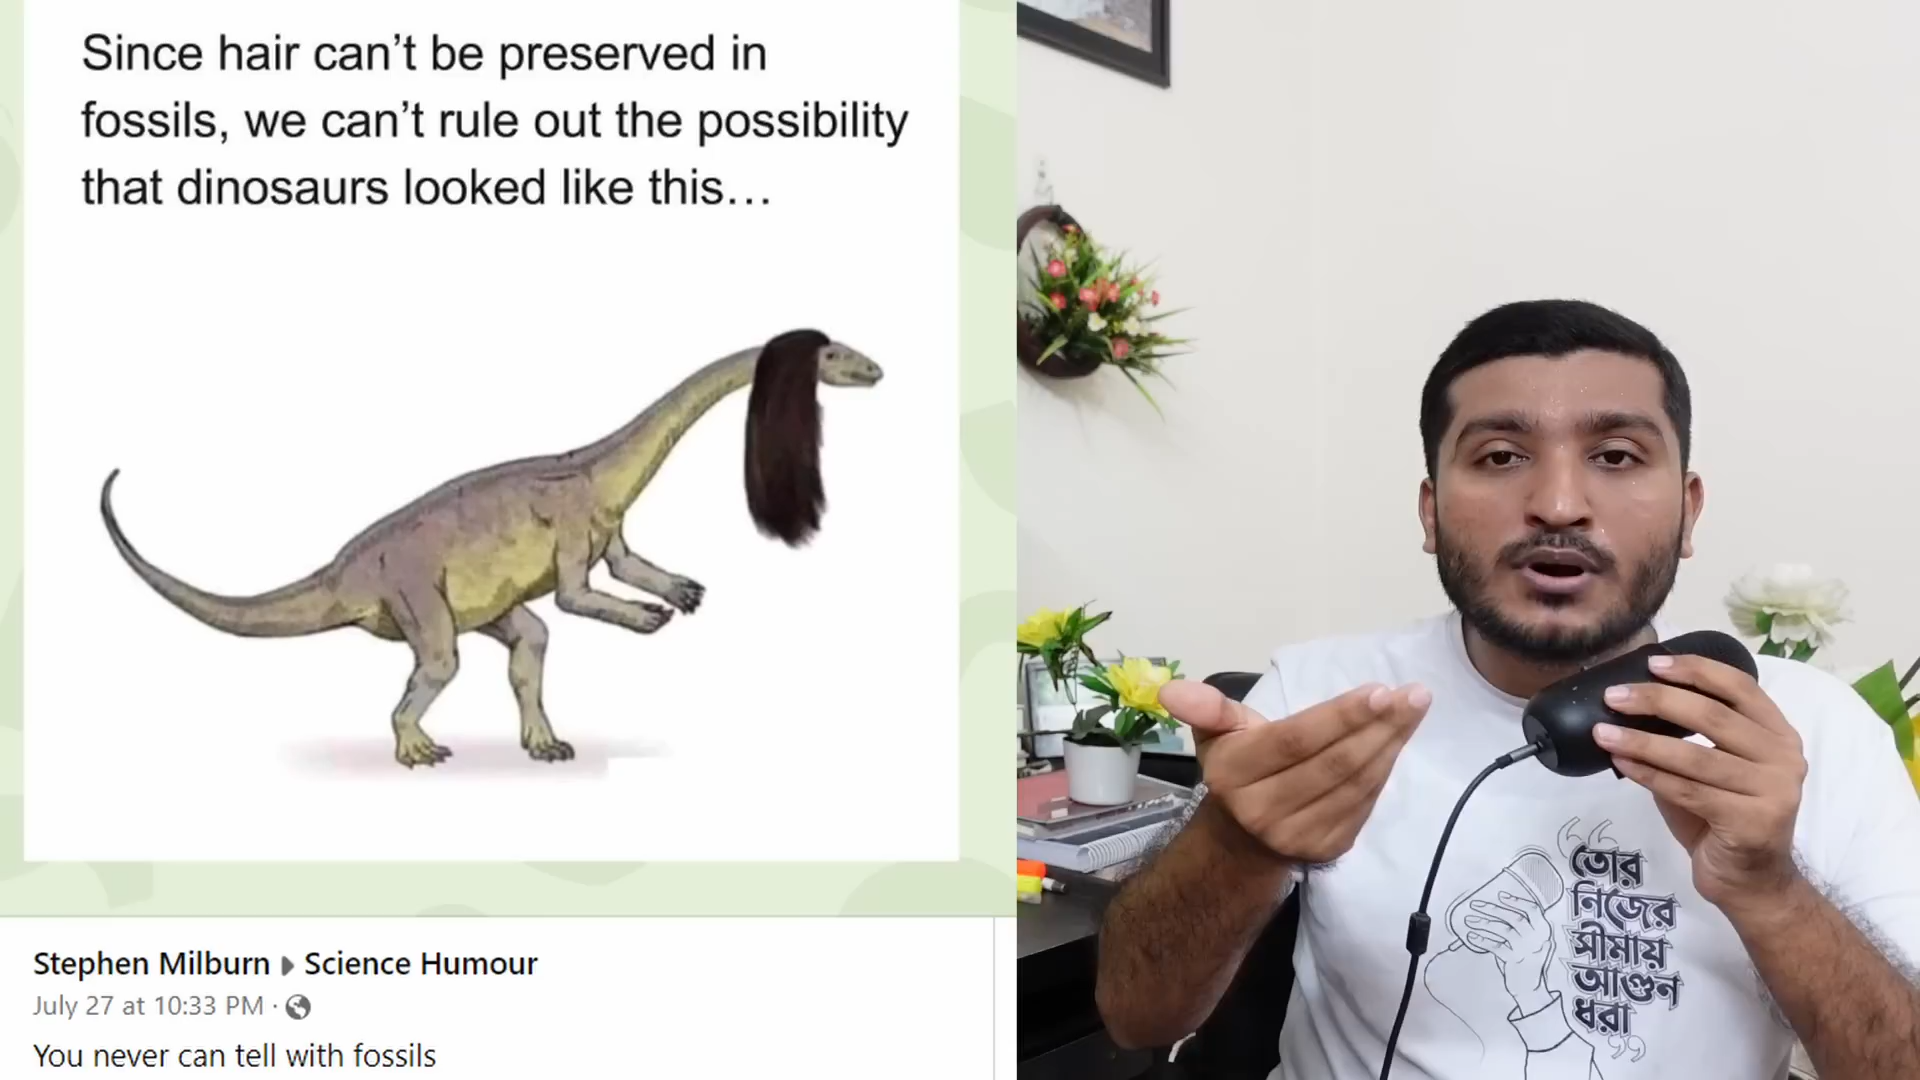 Since hair can’t be preserved in
fossils, we can’t rule out the possibility
that dinosaurs looked like this…
Stephen Milburn Science Humour
July 27 at 10:33 PM ·
You never can tell with fossils
“
তোর
নিজের
সীমায়
আগুন
ধরা
”